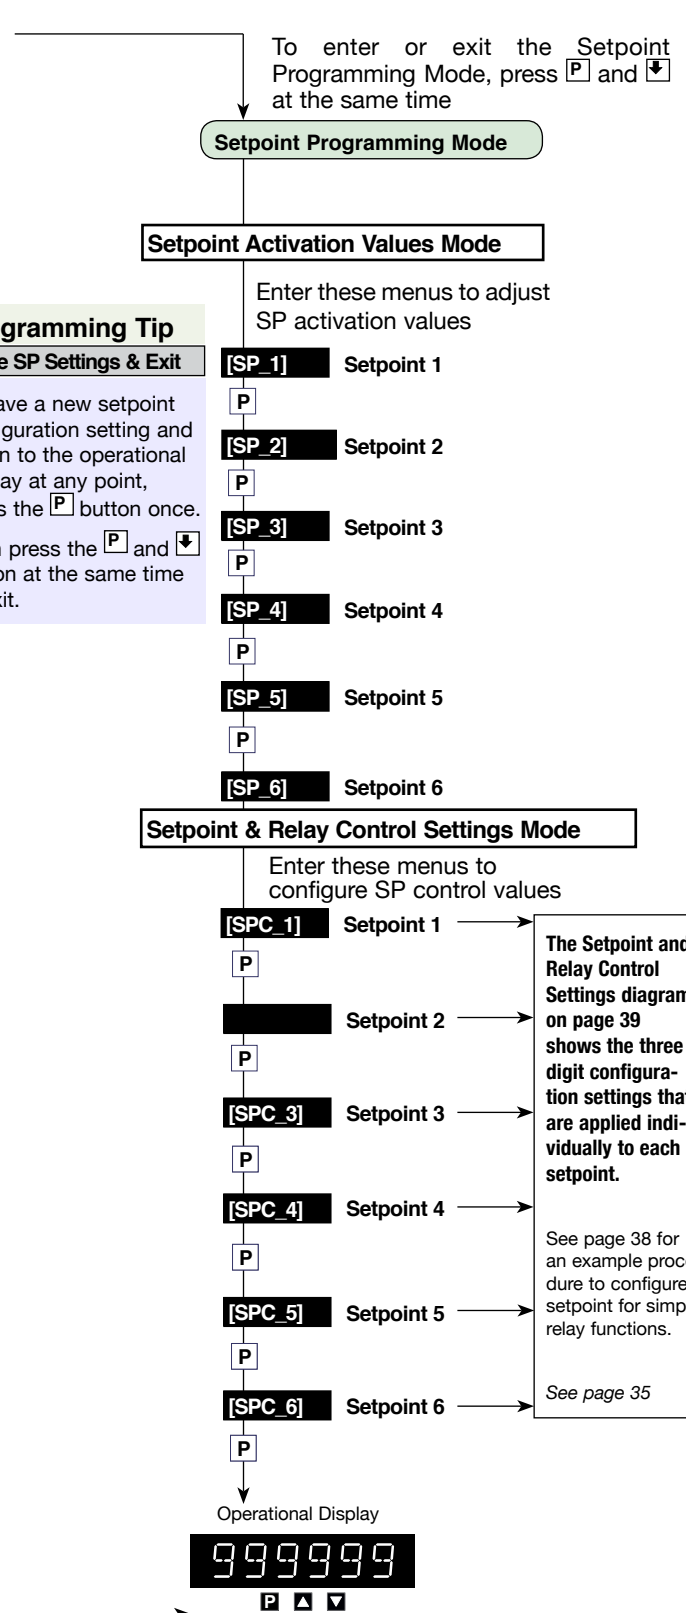 To enter or exit the Setpoint
Programming Mode, press P and
at the same time
Setpoint Programming Mode
Setpoint Activation Values Mode
Enter these menus to adjust
SP activation values
gramming Tip
e SP Settings & Exit
ave a new setpoint
guration setting and
n to the operational
ay at any point,
s the P button once.
press the P and
on at the same time
xit.
[SP_1] Setpoint 1
P
[SP_2] Setpoint 2
P
[SP_3] Setpoint 3
P
[SP_4] Setpoint 4
P
[SP_5] Setpoint 5
P
[SP_6] Setpoint 6
Setpoint & Relay Control Settings Mode
Enter these menus to
configure SP control values
[SPC_1] Setpoint 1
P
Setpoint 2
P
[SPC_3] Setpoint 3
P
[SPC_4] Setpoint 4
P
[SPC_5] Setpoint 5
P
[SPC_6] Setpoint 6
P
The Setpoint and
Relay Control
Settings diagram
on page 39
shows the three
digit configura-
tion settings that
are applied indi-
vidually to each
setpoint.
See page 38 for
an example proce
dure to configure
setpoint for simp
relay functions.
See page 35
Operational Display
999999
P